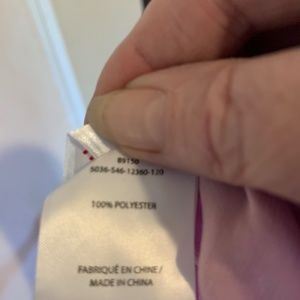 89150
5036-546-12360-120
100% POLYESTER
FABRIQUÉ EN CHINE/
MADE IN CHINA